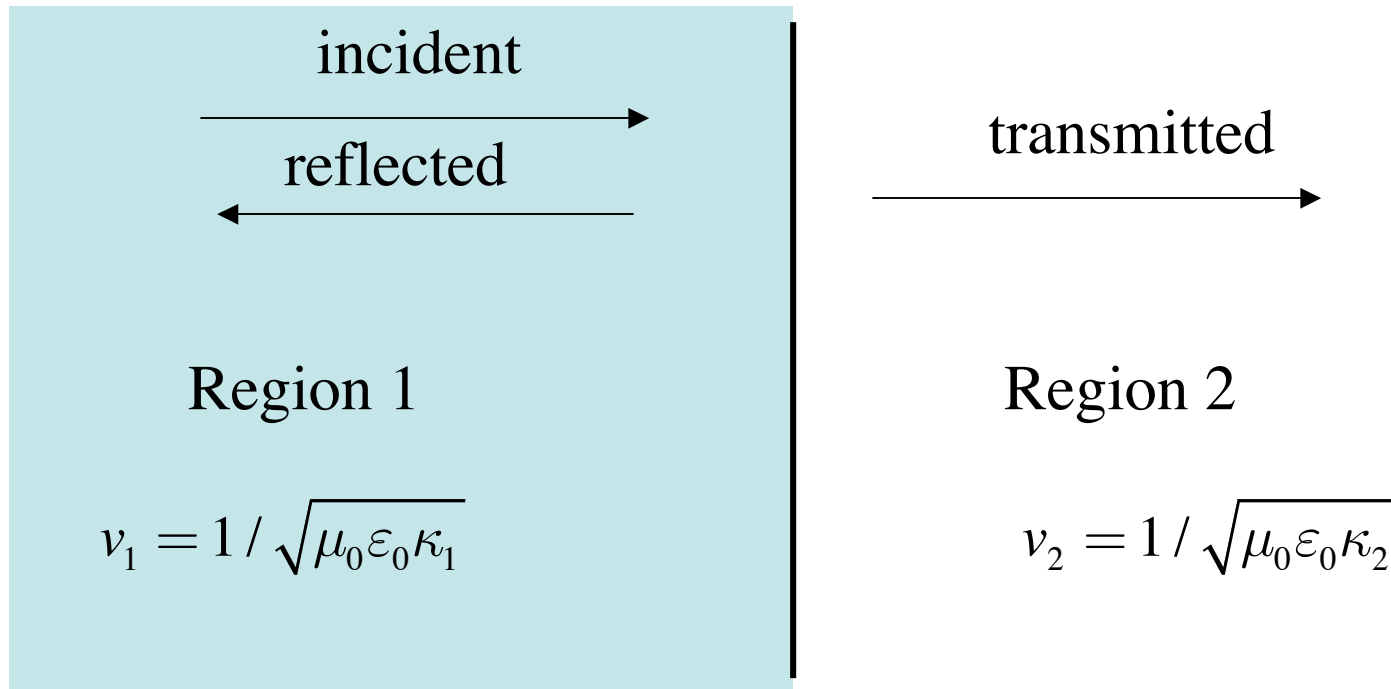 incident
reflected
transmitted
Region 1
Region 2
v₁ = 1 / √μ₀ε₀κ₁
v₂ = 1 / √μ₀ε₀κ₂